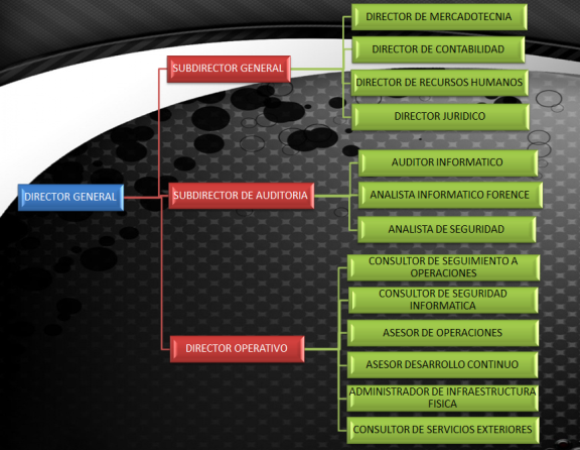 DIRECTOR GENERAL
SUBDIRECTOR GENERAL
DIRECTOR DE MERCADOTECNIA
DIRECTOR DE CONTABILIDAD
DIRECTOR DE RECURSOS HUMANOS
DIRECTOR JURIDICO
SUBDIRECTOR DE AUDITORIA
AUDITOR INFORMATICO
ANALISTA INFORMATICO FORENCE
ANALISTA DE SEGURIDAD
DIRECTOR OPERATIVO
CONSULTOR DE SEGUIMIENTO A
OPERACIONES
CONSULTOR DE SEGURIDAD
INFORMATICA
ASESOR DE OPERACIONES
ASESOR DESARROLLO CONTINUO
ADMINISTRADOR DE INFRAESTRUCTURA
FISICA
CONSULTOR DE SERVICIOS EXTERIORES